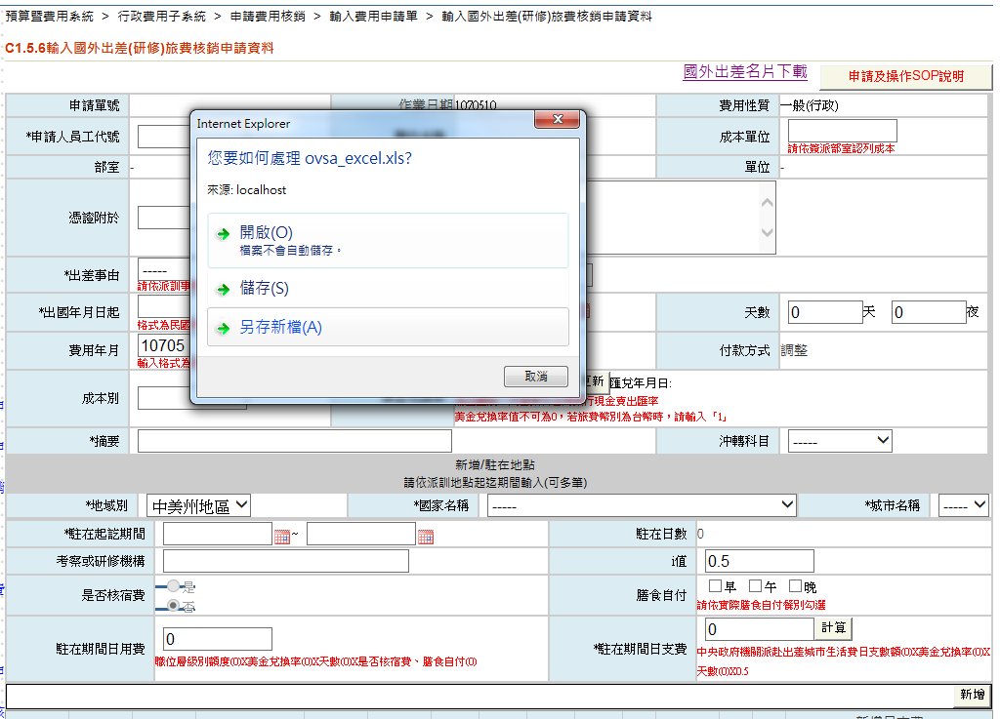 預算暨費用系統 > 行政費用子系統 > 申請費用核銷 > 輸入費用申請單 > 輸入國外出差(研修)旅費核銷申請資料
C1.5.6輸入國外出差(研修)旅費核銷申請資料
國外出差名片下載 申請及操作SOP說明
申請單號 作業日期 1070510 費用性質 一般(行政)
*申請人員工代號 成本單位
請依簽派部室認列成本
部室 - 單位 -
憑證附於
*出差事由 -----
請依派訓事
*出國年月日起 天數 0 天 0 夜
格式為民國
費用年月 10705 付款方式 調整
輸入格式為
成本別 更新 匯兌年月日:
行現金賣出匯率
美金兌換率值不可為0，若旅費幣別為台幣時，請輸入「1」
*摘要 沖轉科目 -----
Internet Explorer
您要如何處理 ovsa_excel.xls?
來源: localhost
開啟(O)
檔案不會自動儲存。
儲存(S)
另存新檔(A)
取消
新增/駐在地點
請依派訓地點起迄期間輸入(可多筆)
*地域別 中美州地區 *國家名稱 ----- *城市名稱 -----
*駐在起訖期間 ~ 駐在日數 0
考察或研修機構 i值 0.5
是否核宿費 是 否 膳食自付 早 午 晚
請依實際膳食自付餐別勾選
駐在期間日用費 0 *駐在期間日支費 0 計算
職位層級別額度(0)X美金兌換率(0)X天數(0)X是否核宿費、膳食自付(0) 中央政府機關派赴出差城市生活費日支數額(0)X美金兌換率(0)X
天數(0)X0.5
新增